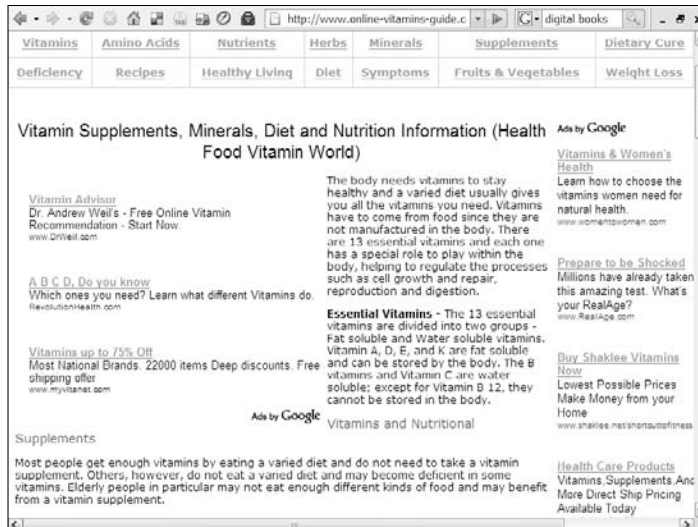 http://www.online-vitamins-guide.c
G
digital books
Vitamins Amino Acids Nutrients Herbs Minerals Supplements Dietary Cure
Deficiency Recipes Healthy Living Diet Symptoms Fruits & Vegetables Weight Loss
Vitamin Supplements, Minerals, Diet and Nutrition Information (Health
Food Vitamin World)
Vitamin Advisor
Dr. Andrew Weil's - Free Online Vitamin
Recommendation - Start Now.
www.DrWeil.com
A B C D, Do you know
Which ones you need? Learn what different Vitamins do.
RevolutionHealth.com
Vitamins up to 75% Off
Most National Brands. 22000 items Deep discounts. Free
shipping offer
www.myvitanet.com
Ads by Google
The body needs vitamins to stay
healthy and a varied diet usually gives
you all the vitamins you need. Vitamins
have to come from food since they are
not manufactured in the body. There
are 13 essential vitamins and each one
has a special role to play within the
body, helping to regulate the processes
such as cell growth and repair,
reproduction and digestion.
Essential Vitamins - The 13 essential
vitamins are divided into two groups -
Fat soluble and Water soluble vitamins.
Vitamin A, D, E, and K are fat soluble
and can be stored by the body. The B
vitamins and Vitamin C are water
soluble; except for Vitamin B 12, they
cannot be stored in the body.
Vitamins and Nutritional
Supplements
Most people get enough vitamins by eating a varied diet and do not need to take a vitamin
supplement. Others, however, do not eat a varied diet and may become deficient in some
vitamins. Elderly people in particular may not eat enough different kinds of food and may benefit
from a vitamin supplement.
Ads by Google
Vitamins & Women's
Health
Learn how to choose the
vitamins women need for
natural health.
www.womentowomen.com
Prepare to be Shocked
Millions have already taken
this amazing test. What's
your RealAge?
www.RealAge.com
Buy Shaklee Vitamins
Now
Lowest Possible Prices
Make Money from your
Home
www.shaklee.net/shortcuttofitness
Health Care Products
Vitamins,Supplements,And
More Direct Ship Pricing
Available Today